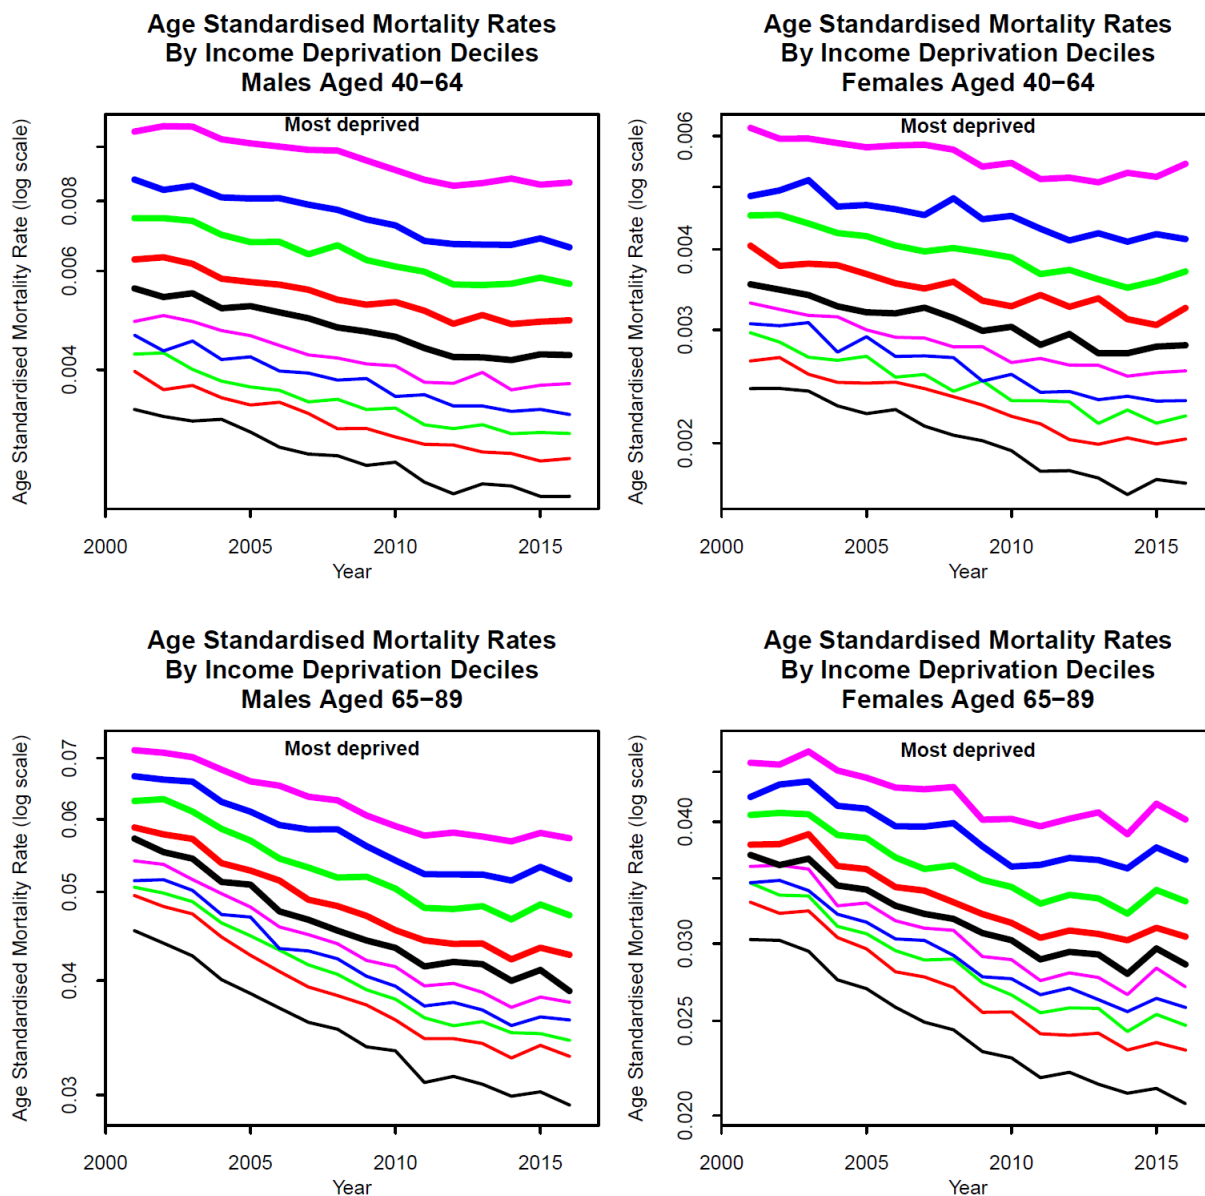 Age Standardised Mortality Rates
By Income Deprivation Deciles
Males Aged 40−64
Most deprived
Age Standardised Mortality Rate (log scale)
0.008
0.006
0.004
2000 2005 2010 2015
Year
Age Standardised Mortality Rates
By Income Deprivation Deciles
Females Aged 40−64
Most deprived
Age Standardised Mortality Rate (log scale)
0.006
0.004
0.003
0.002
2000 2005 2010 2015
Year
Age Standardised Mortality Rates
By Income Deprivation Deciles
Males Aged 65−89
Most deprived
Age Standardised Mortality Rate (log scale)
0.07
0.06
0.05
0.04
0.03
2000 2005 2010 2015
Year
Age Standardised Mortality Rates
By Income Deprivation Deciles
Females Aged 65−89
Most deprived
Age Standardised Mortality Rate (log scale)
0.040
0.030
0.025
0.020
2000 2005 2010 2015
Year